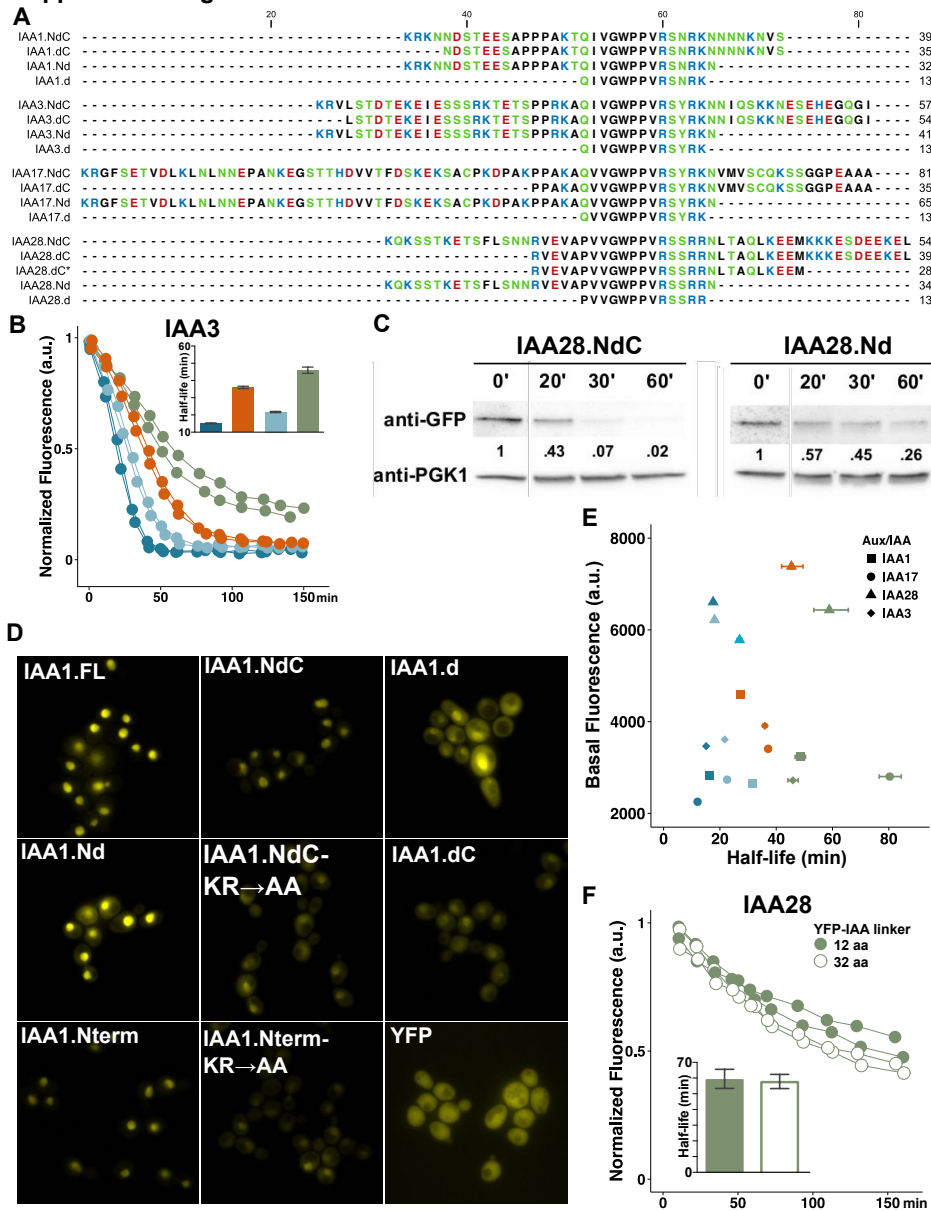 A
20 40 60 80
IAA1.NdC KRKNNDSTEESAPPPAKTQIVGWPPVRSNRKNNNNKNVS 39
IAA1.dC NDSTEESAPPPAKTQIVGWPPVRSNRKNNNNKNVS 35
IAA1.Nd KRKNNDSTEESAPPPAKTQIVGWPPVRSNRKN 32
IAA1.d QIVGWPPVRSNRK 13
IAA3.NdC KRVLSTDTEKEIESSSRKTETSPPRKAQIVGWPPVRSYRKNNIQSKKNESEHEGQGI 57
IAA3.dC LSTDTEKEIESSSRKTETSPPRKAQIVGWPPVRSYRKNNIQSKKNESEHEGQGI 54
IAA3.Nd KRVLSTDTEKEIESSSRKTETSPPRKAQIVGWPPVRSYRKN 41
IAA3.d QIVGWPPVRSYRK 13
IAA17.NdC KRGFSETVDLKLNLNNEPANKEGSTTHDVVTFDSKEKSACPKDPAKPPAKAQVVGWPPVRSYRKNVMVSCQKSSGGPEAAA 81
IAA17.dC PPAKAQVVGWPPVRSYRKNVMVSCQKSSGGPEAAA 35
IAA17.Nd KRGFSETVDLKLNLNNEPANKEGSTTHDVVTFDSKEKSACPKDPAKPPAKAQVVGWPPVRSYRKN 65
IAA17.d QVVGWPPVRSYRK 13
IAA28.NdC KQKSSTKETSFLSNNRVEVAPVVGWPPVRSSRRNLTAQLKEEMKKKESDEEKEL 54
IAA28.dC RVEVAPVVGWPPVRSSRRNLTAQLKEEMKKKESDEEKEL 39
IAA28.dC* RVEVAPVVGWPPVRSSRRNLTAQLKEEM 28
IAA28.Nd KQKSSTKETSFLSNNRVEVAPVVGWPPVRSSRRN 34
IAA28.d PVVGWPPVRSSRR 13
B
IAA3
Normalized Fluorescence (a.u.)
1
0.5
0
0 50 100 150 min
Half-life (min)
60
10
C
IAA28.NdC IAA28.Nd
0' 20' 30' 60' 0' 20' 30' 60'
anti-GFP
1 .43 .07 .02 1 .57 .45 .26
anti-PGK1
D
IAA1.FL IAA1.NdC IAA1.d
IAA1.Nd IAA1.NdC-
KR→AA
IAA1.dC
IAA1.Nterm IAA1.Nterm-
KR→AA
YFP
E
Basal Fluorescence (a.u.)
8000
6000
4000
2000
0 20 40 60 80
Half-life (min)
Aux/IAA
IAA1
IAA17
IAA28
IAA3
F
IAA28
Normalized Fluorescence (a.u.)
1
0.5
0
0 50 100 150 min
YFP-IAA linker
12 aa
32 aa
Half-life (min)
70
0